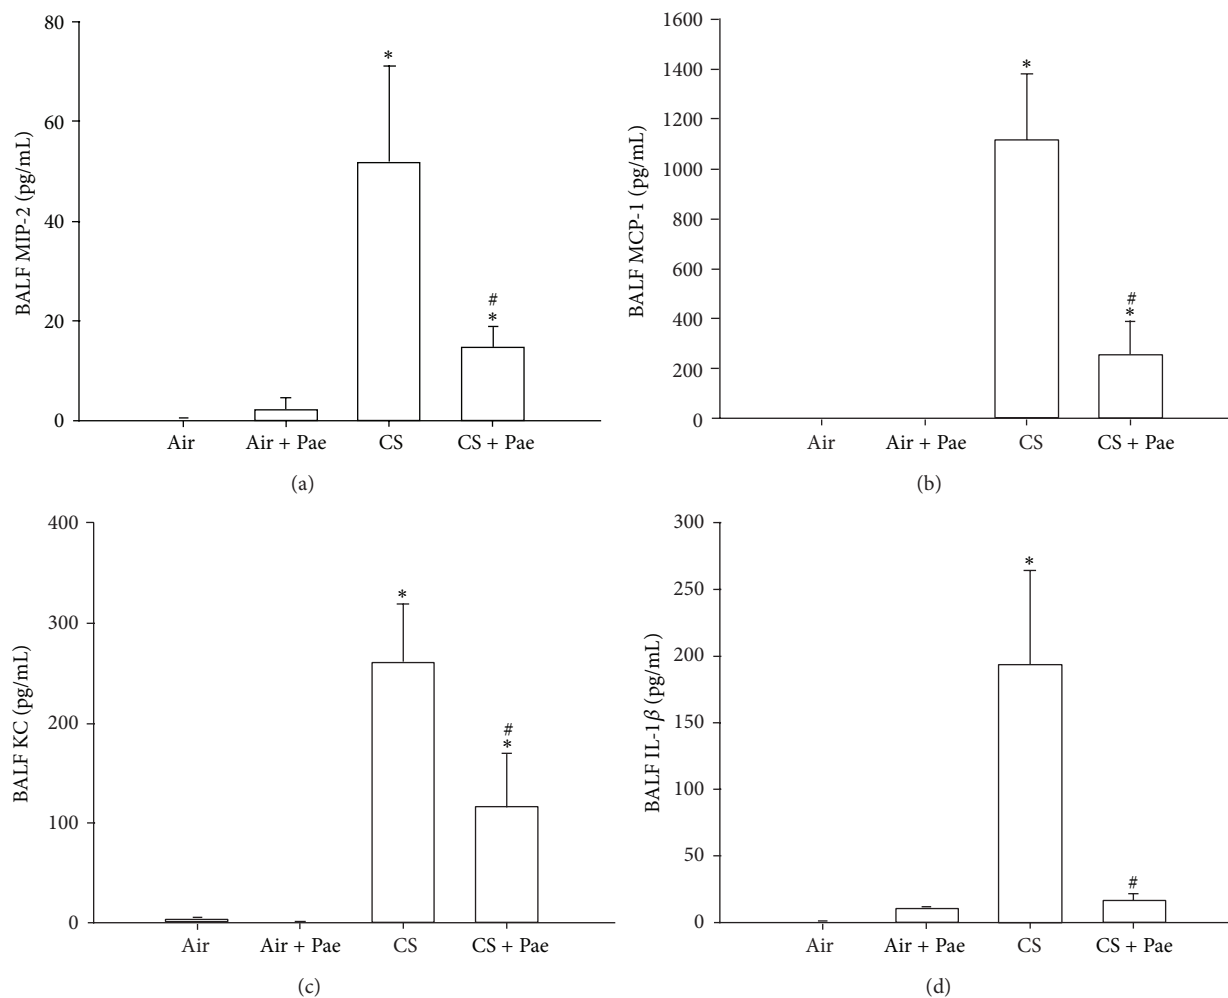 BALF MIP-2 (pg/mL)
80
60
40
20
0
*
#
*
Air
Air + Pae
CS
CS + Pae
(a)
BALF MCP-1 (pg/mL)
1600
1400
1200
1000
800
600
400
200
0
*
#
*
Air
Air + Pae
CS
CS + Pae
(b)
BALF KC (pg/mL)
400
300
200
100
0
*
#
*
Air
Air + Pae
CS
CS + Pae
(c)
BALF IL-1β (pg/mL)
300
250
200
150
100
50
0
*
#
Air
Air + Pae
CS
CS + Pae
(d)